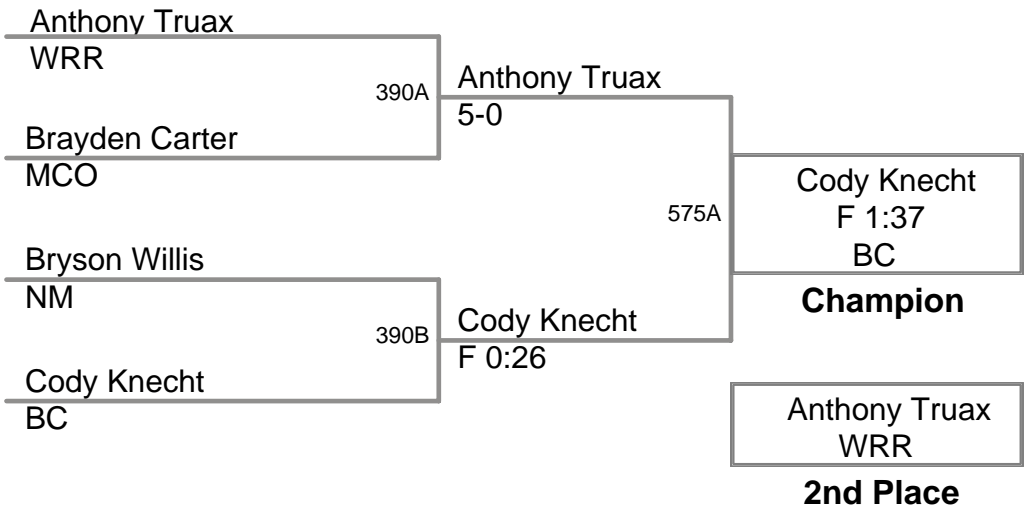 Anthony Truax
WRR
390A
Anthony Truax
5-0
Brayden Carter
MCO
575A
Cody Knecht
F 1:37
BC
Champion
Bryson Willis
NM
390B
Cody Knecht
F 0:26
Cody Knecht
BC
Anthony Truax
WRR
2nd Place